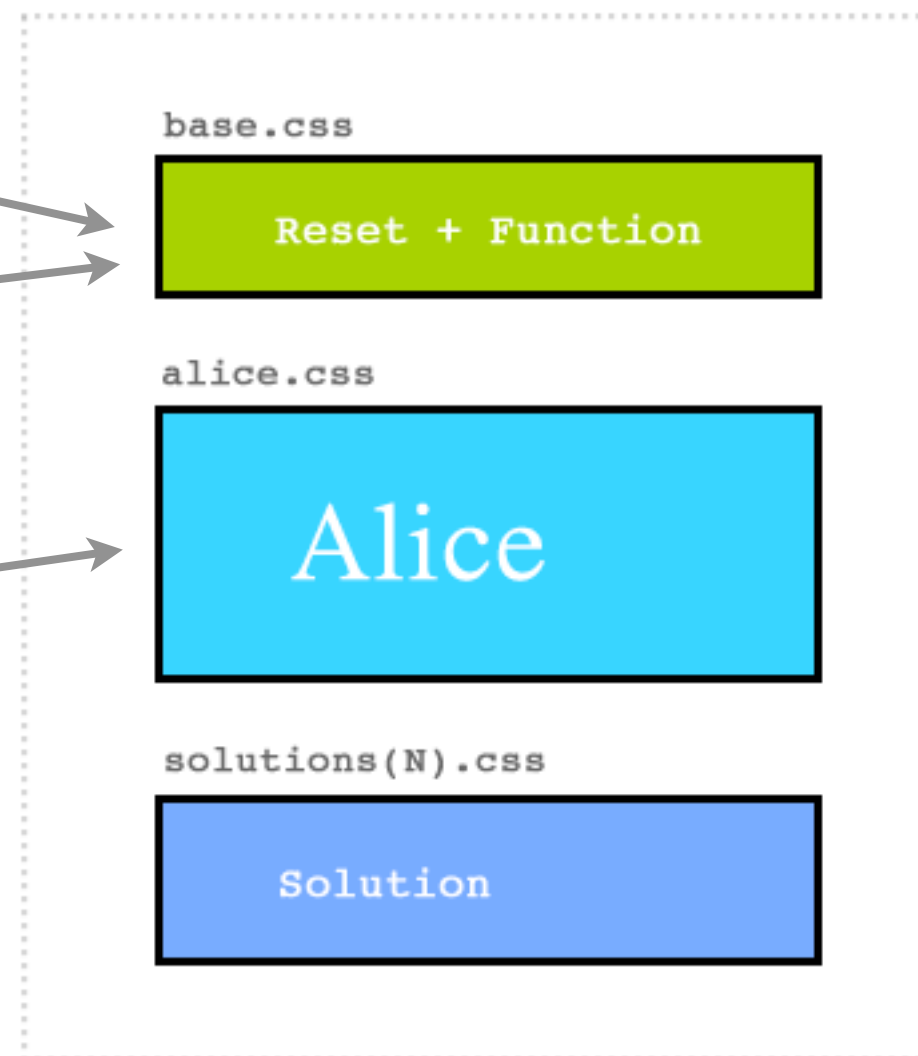 base.css
Reset + Function
alice.css
Alice
solutions(N).css
Solution